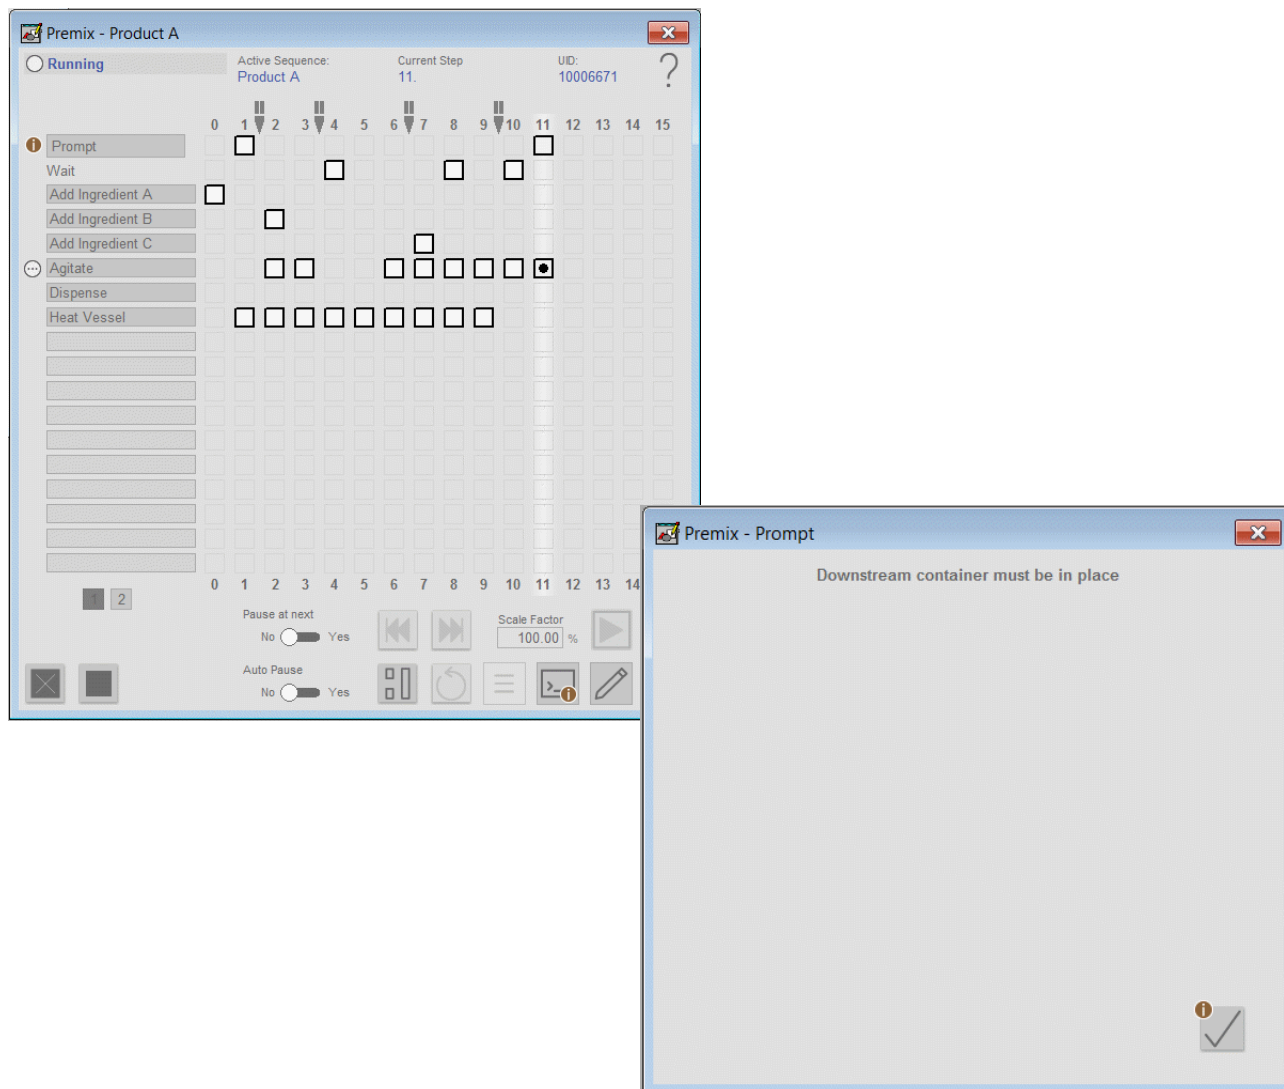 Premix - Product A
Running
Active Sequence:
Product A
Current Step
11.
UID:
10006671
?
0 1 2 3 4 5 6 7 8 9 10 11 12 13 14 15
i Prompt
Wait
Add Ingredient A
Add Ingredient B
Add Ingredient C
Agitate
Dispense
Heat Vessel
0 1 2 3 4 5 6 7 8 9 10 11 12 13 14
1 2
Pause at next
No Yes
Scale Factor
100.00 %
Auto Pause
No Yes
>_ i
Premix - Prompt
Downstream container must be in place
i